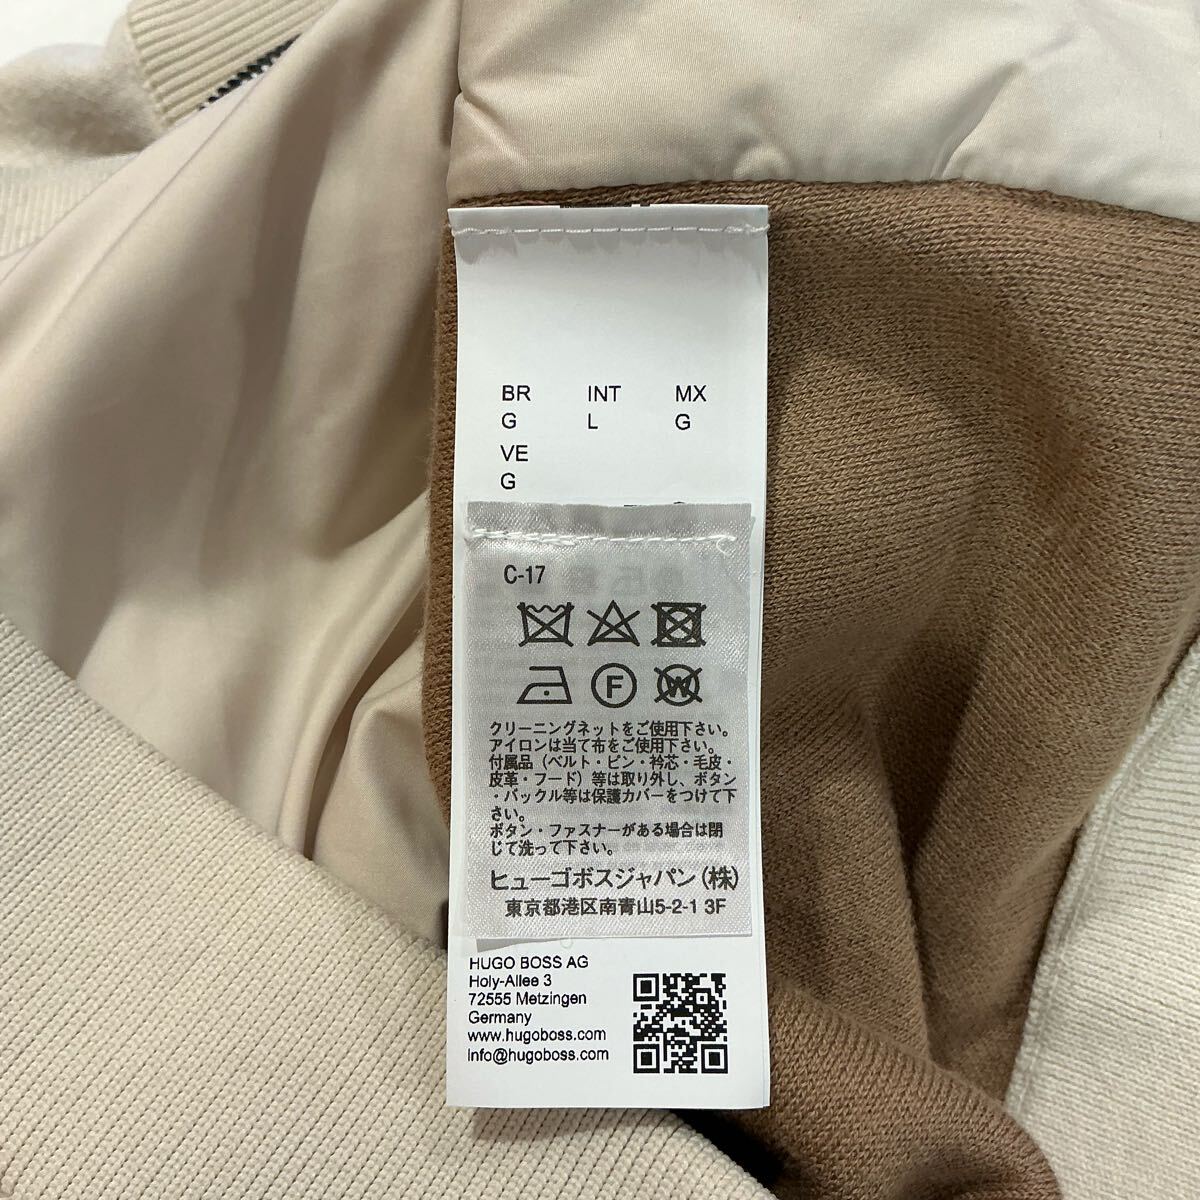 BR INT MX
G L G
VE
G
C-17
F W
クリーニングネットをご使用下さい。
アイロンは当て布をご使用下さい。
付属品（ベルト・ピン・衿芯・毛皮・
皮革・フード）等は取り外し、ボタン
・バックル等は保護カバーをつけて下
さい。
ボタン・ファスナーがある場合は閉
じて洗って下さい。
ヒューゴボスジャパン(株)
東京都港区南青山5-2-1 3F
HUGO BOSS AG
Holy-Allee 3
72555 Metzingen
Germany
www.hugoboss.com
info@hugoboss.com